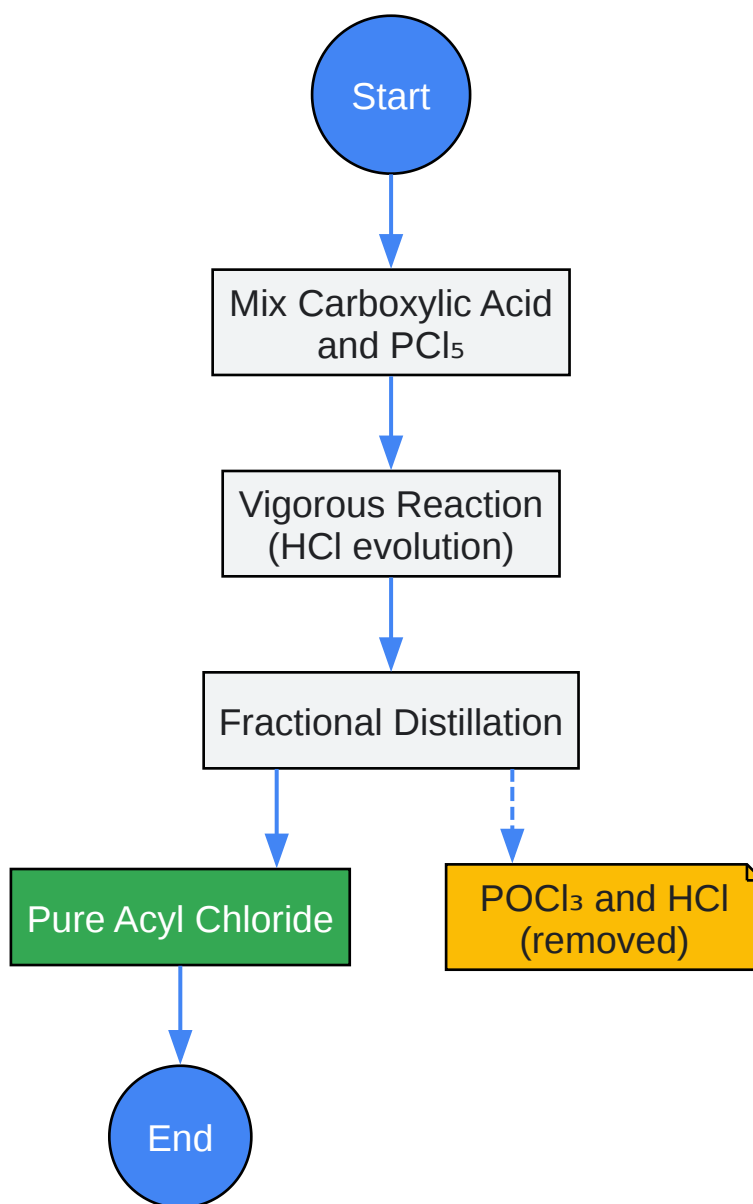 Start
Mix Carboxylic Acid
and PCl₅
Vigorous Reaction
(HCl evolution)
Fractional Distillation
Pure Acyl Chloride
POCl₃ and HCl
(removed)
End